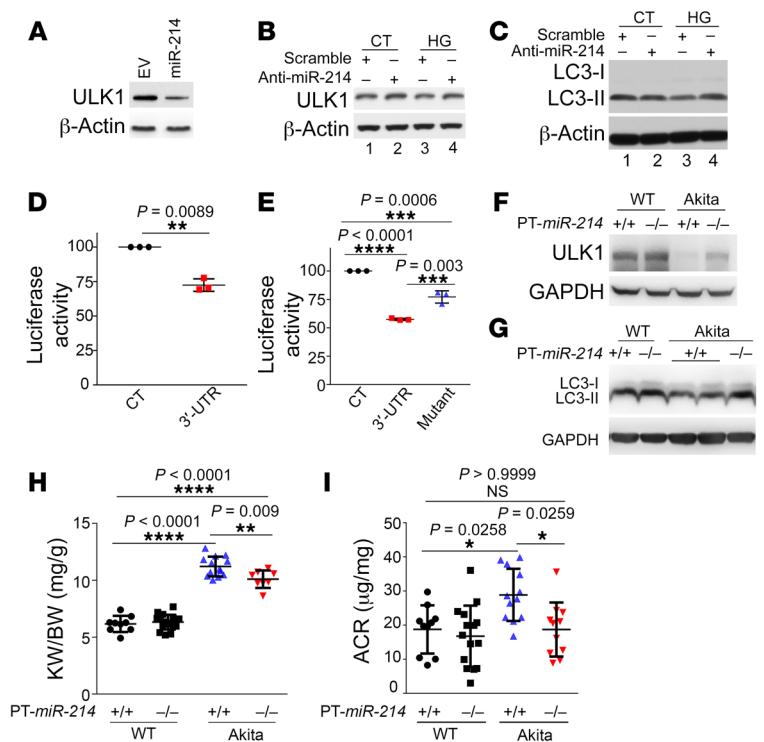 A
EV
miR-214
ULK1
β-Actin
B
CT HG
Scramble + – + –
Anti-miR-214 – + – +
ULK1
β-Actin
1 2 3 4
C
CT HG
Scramble + – + –
Anti-miR-214 – + – +
LC3-I
LC3-II
β-Actin
1 2 3 4
D
P = 0.0089
**
Luciferase
activity
100
75
50
25
0
CT
3′-UTR
E
P = 0.0006
***
P < 0.0001
****
P = 0.003
***
Luciferase
activity
100
75
50
25
0
CT
3′-UTR
Mutant
F
WT Akita
PT-miR-214 +/+ –/– +/+ –/–
ULK1
GAPDH
G
WT Akita
PT-miR-214 +/+ –/– +/+ –/–
LC3-I
LC3-II
GAPDH
H
P < 0.0001
****
P = 0.009
P < 0.0001
**
****
KW/BW (mg/g)
15
10
5
0
PT-miR-214 +/+ –/– +/+ –/–
WT Akita
I
P > 0.9999
NS
P = 0.0259
P = 0.0258
*
*
ACR (μg/mg)
50
40
30
20
10
0
PT-miR-214 +/+ –/– +/+ –/–
WT Akita